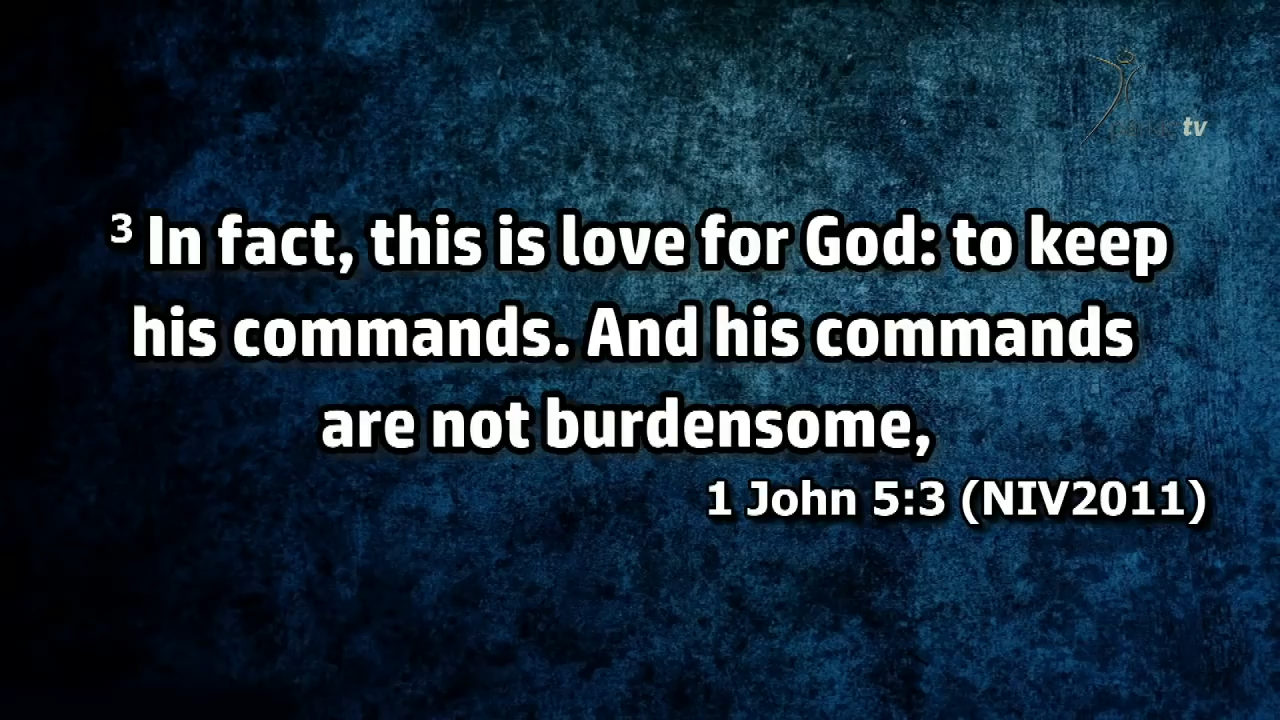 tv
³ In fact, this is love for God: to keep
his commands. And his commands
are not burdensome,
1 John 5:3 (NIV2011)